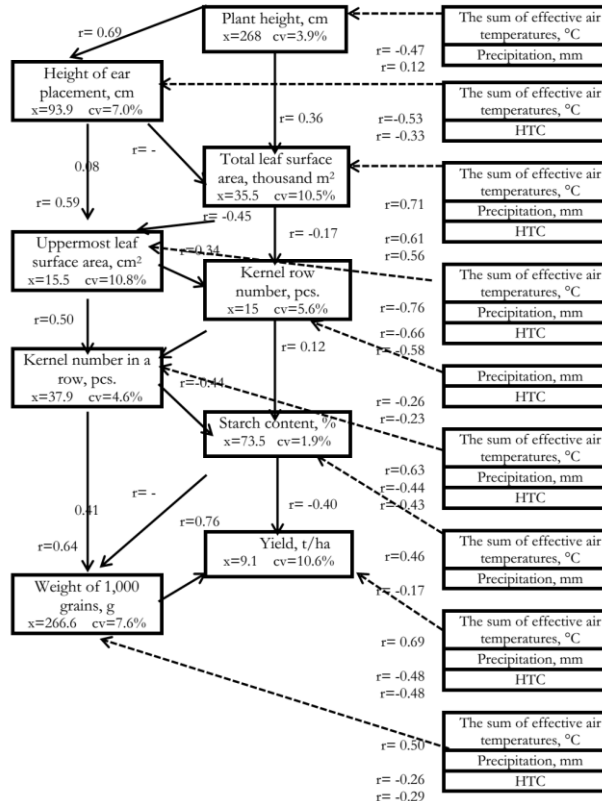 Plant height, cm
x=268 cv=3.9%
r= 0.69
The sum of effective air
temperatures, °C
Precipitation, mm
r= -0.47
r= 0.12
Height of ear
placement, cm
x=93.9 cv=7.0%
The sum of effective air
temperatures, °C
HTC
r=-0.53
r= -0.33
r= 0.36
r= -
0.08
Total leaf surface
area, thousand m²
x=35.5 cv=10.5%
The sum of effective air
temperatures, °C
Precipitation, mm
HTC
r=0.71
r= 0.61
r= 0.56
r= 0.59
r= -0.45
r= -0.17
Uppermost leaf
surface area, cm²
x=15.5 cv=10.8%
r=0.34
Kernel row
number, pcs.
x=15 cv=5.6%
The sum of effective air
temperatures, °C
Precipitation, mm
HTC
r=-0.76
r= -0.66
r= -0.58
r=0.50
r= 0.12
Kernel number in a
row, pcs.
x=37.9 cv=4.6%
r=-0.44
Precipitation, mm
HTC
r= -0.26
r= -0.23
Starch content, %
x=73.5 cv=1.9%
The sum of effective air
temperatures, °C
Precipitation, mm
HTC
r=0.63
r= -0.44
r= -0.43
r= -
0.41
r= -0.40
r=0.76
r=0.64
Yield, t/ha
x=9.1 cv=10.6%
The sum of effective air
temperatures, °C
Precipitation, mm
r=0.46
r= -0.17
Weight of 1,000
grains, g
x=266.6 cv=7.6%
The sum of effective air
temperatures, °C
Precipitation, mm
HTC
r= 0.69
r= -0.48
r= -0.48
The sum of effective air
temperatures, °C
Precipitation, mm
HTC
r= 0.50
r= -0.26
r= -0.29